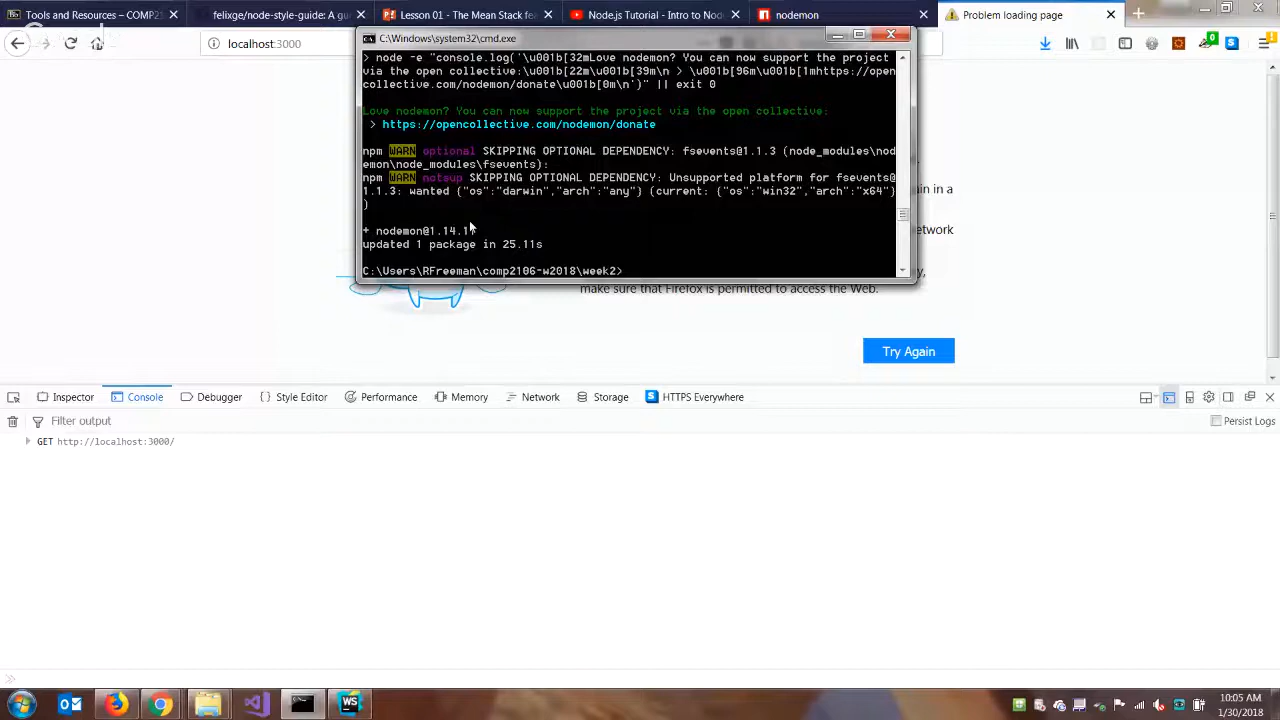 Tools and Resources – COMP2
felixge/node-style-guide: A gu
Lesson 01 - The Mean Stack
Node.js Tutorial - Intro to No
nodemon
Problem loading page
localhost:3000
C:\Windows\system32\cmd.exe
> node -e "console.log('\u001b[32mLove nodemon? You can now support the project
via the open collective:\u001b[22m\u001b[39m\n > \u001b[96m\u001b[1mhttps://open
collective.com/nodemon/donate\u001b[0m\n')" || exit 0
Love nodemon? You can now support the project via the open collective:
> https://opencollective.com/nodemon/donate
npm WARN optional SKIPPING OPTIONAL DEPENDENCY: fsevents@1.1.3 (node_modules\nod
emon\node_modules\fsevents):
npm WARN notsup SKIPPING OPTIONAL DEPENDENCY: Unsupported platform for fsevents@
1.1.3: wanted {"os":"darwin","arch":"any"} (current: {"os":"win32","arch":"x64"}
)
ain in a
+ nodemon@1.14.1
etwork
updated 1 package in 25.11s
C:\Users\RFreeman\comp2106-w2018\week2>
make sure that Firefox is permitted to access the Web.
Try Again
Inspector
Console
Debugger
Style Editor
Performance
Memory
Network
Storage
HTTPS Everywhere
Filter output
Persist Logs
GET http://localhost:3000/
10:05 AM
1/30/2018